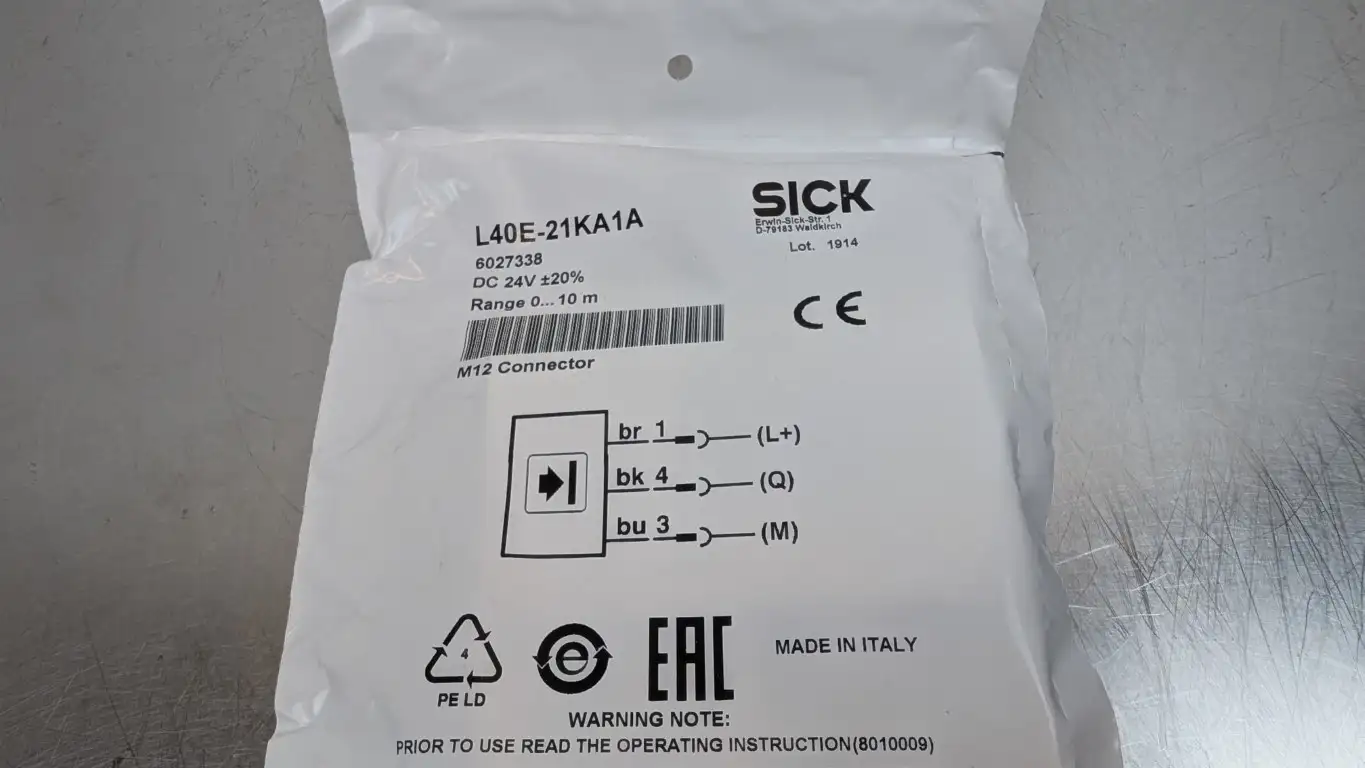 SICK
Erwin-Sick-Str. 1
D-79183 Waldkirch
Lot. 1914
L40E-21KA1A
6027338
DC 24V ±20%
Range 0... 10 m
M12 Connector
CE
br 1 (L+)
bk 4 (Q)
bu 3 (M)
4
PE LD
e
EAC
MADE IN ITALY
WARNING NOTE:
PRIOR TO USE READ THE OPERATING INSTRUCTION(8010009)